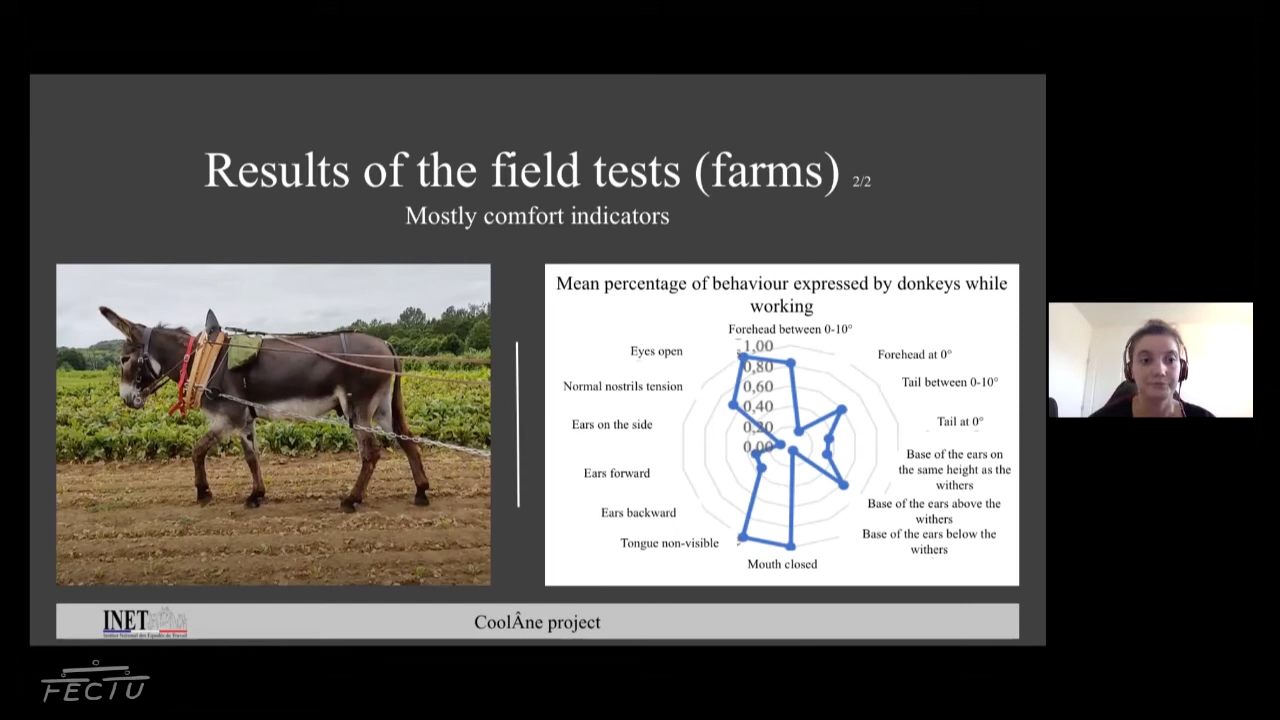 Results of the field tests (farms) 2/2
Mostly comfort indicators
Mean percentage of behaviour expressed by donkeys while
working
Forehead between 0-10°
Forehead at 0°
Tail between 0-10°
Tail at 0°
Base of the ears on
the same height as the
withers
Base of the ears above the
withers
Base of the ears below the
withers
Mouth closed
Tongue non-visible
Ears backward
Ears forward
Ears on the side
Normal nostrils tension
Eyes open
1,00
0,80
0,60
0,40
0,20
0,00
INET
Institut National des Equidés de Travail
CoolÂne project
FECTU